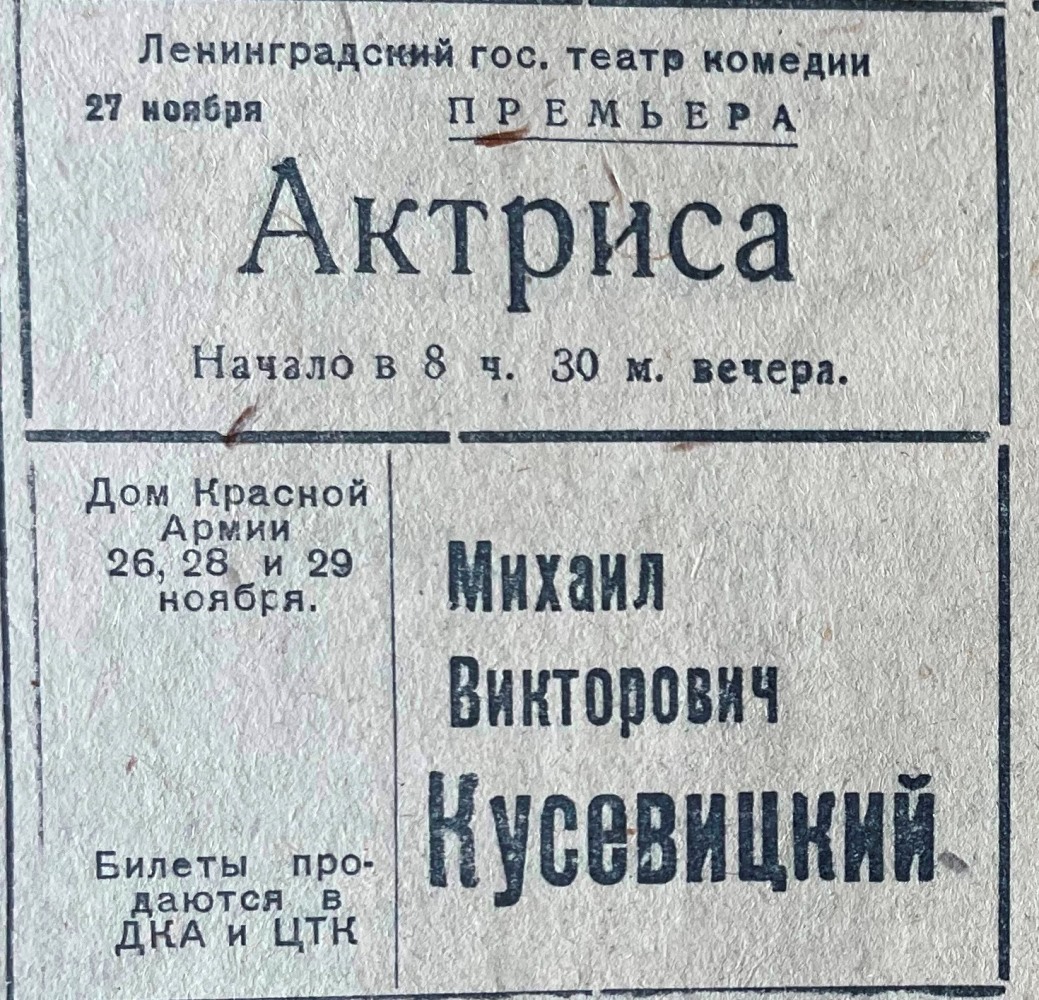 Ленинградский гос. театр комедии
27 ноября ПРЕМЬЕРА
Актриса
Начало в 8 ч. 30 м. вечера.
Дом Красной
Армии
26, 28 и 29
ноября.
Билеты про-
даются в
ДКА и ЦТК
Михаил
Викторович
Кусевицкий